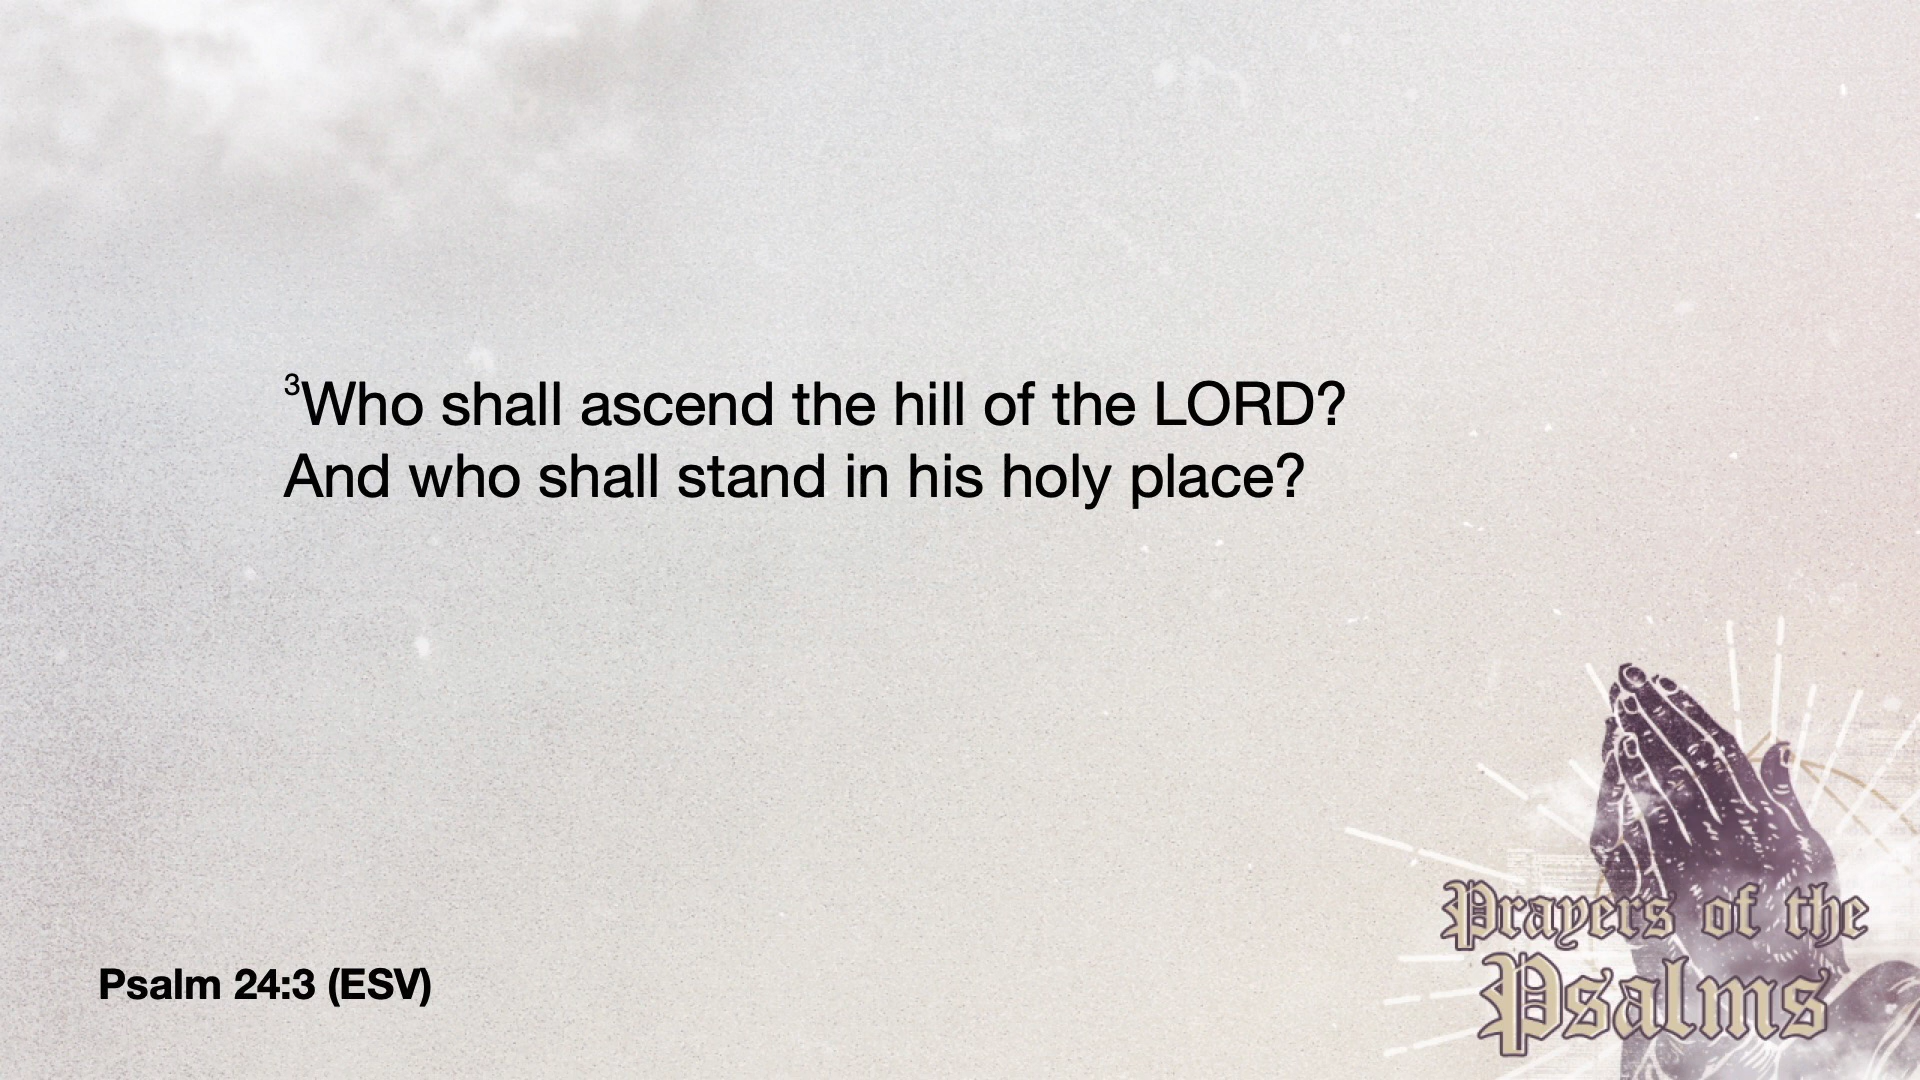 ³Who shall ascend the hill of the LORD?
And who shall stand in his holy place?
Psalm 24:3 (ESV)
Prayers of the
Psalms